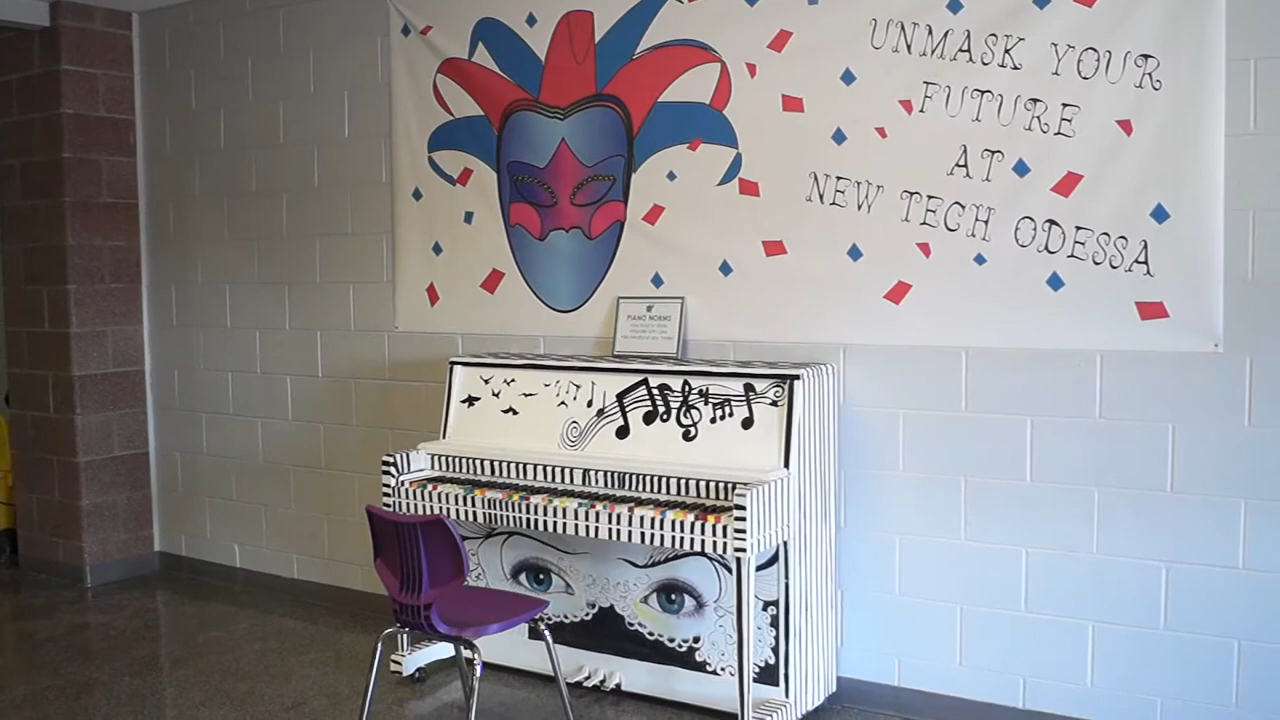 UNMASK YOUR
FUTURE
AT
NEW TECH ODESSA
PIANO NORMS